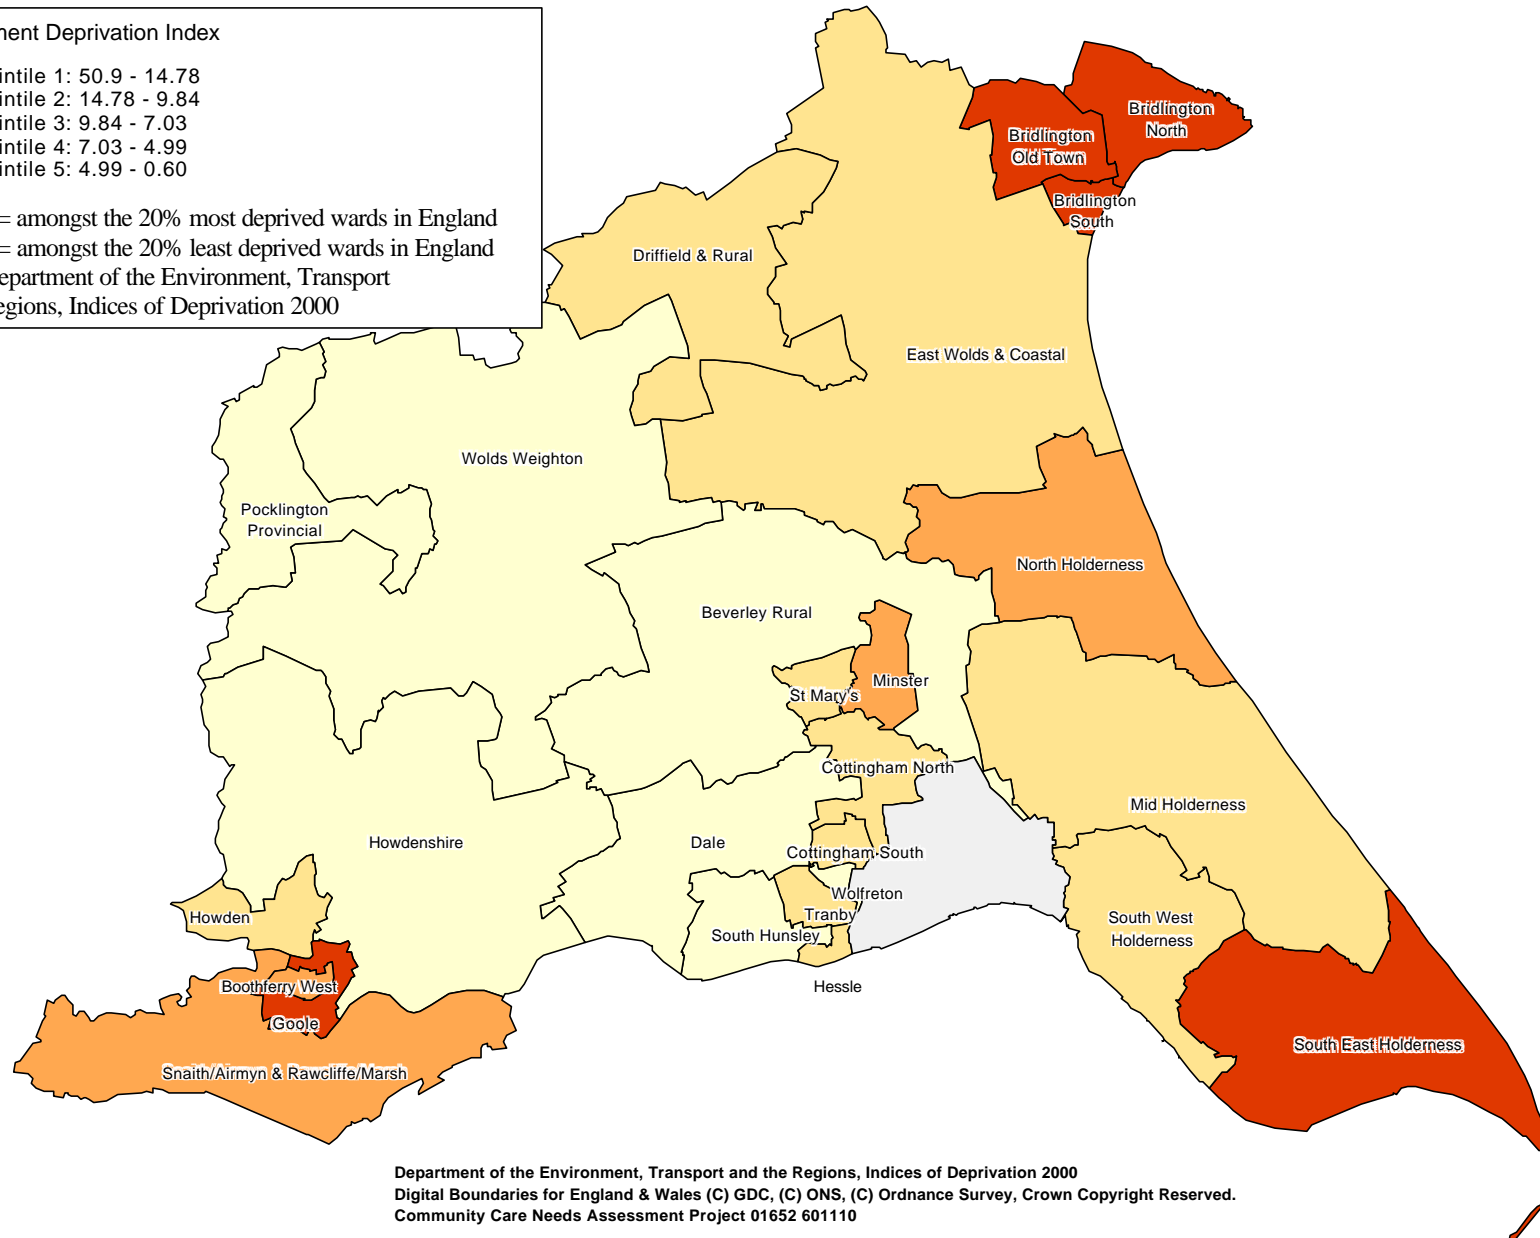 ment Deprivation Index
intile 1: 50.9 - 14.78
intile 2: 14.78 - 9.84
intile 3: 9.84 - 7.03
intile 4: 7.03 - 4.99
intile 5: 4.99 - 0.60
= amongst the 20% most deprived wards in England
= amongst the 20% least deprived wards in England
epartment of the Environment, Transport
egions, Indices of Deprivation 2000
Bridlington
North
Bridlington
Old Town
Bridlington
South
Driffield & Rural
East Wolds & Coastal
Wolds Weighton
Pocklington
Provincial
North Holderness
Beverley Rural
Minster
St Mary's
Cottingham North
Mid Holderness
Howdenshire
Dale
Cottingham South
Wolfreton
Tranby
Howden
South West
Holderness
South Hunsley
Boothferry West
Hessle
Goole
South East Holderness
Snaith/Airmyn & Rawcliffe/Marsh
Department of the Environment, Transport and the Regions, Indices of Deprivation 2000
Digital Boundaries for England & Wales (C) GDC, (C) ONS, (C) Ordnance Survey, Crown Copyright Reserved.
Community Care Needs Assessment Project 01652 601110